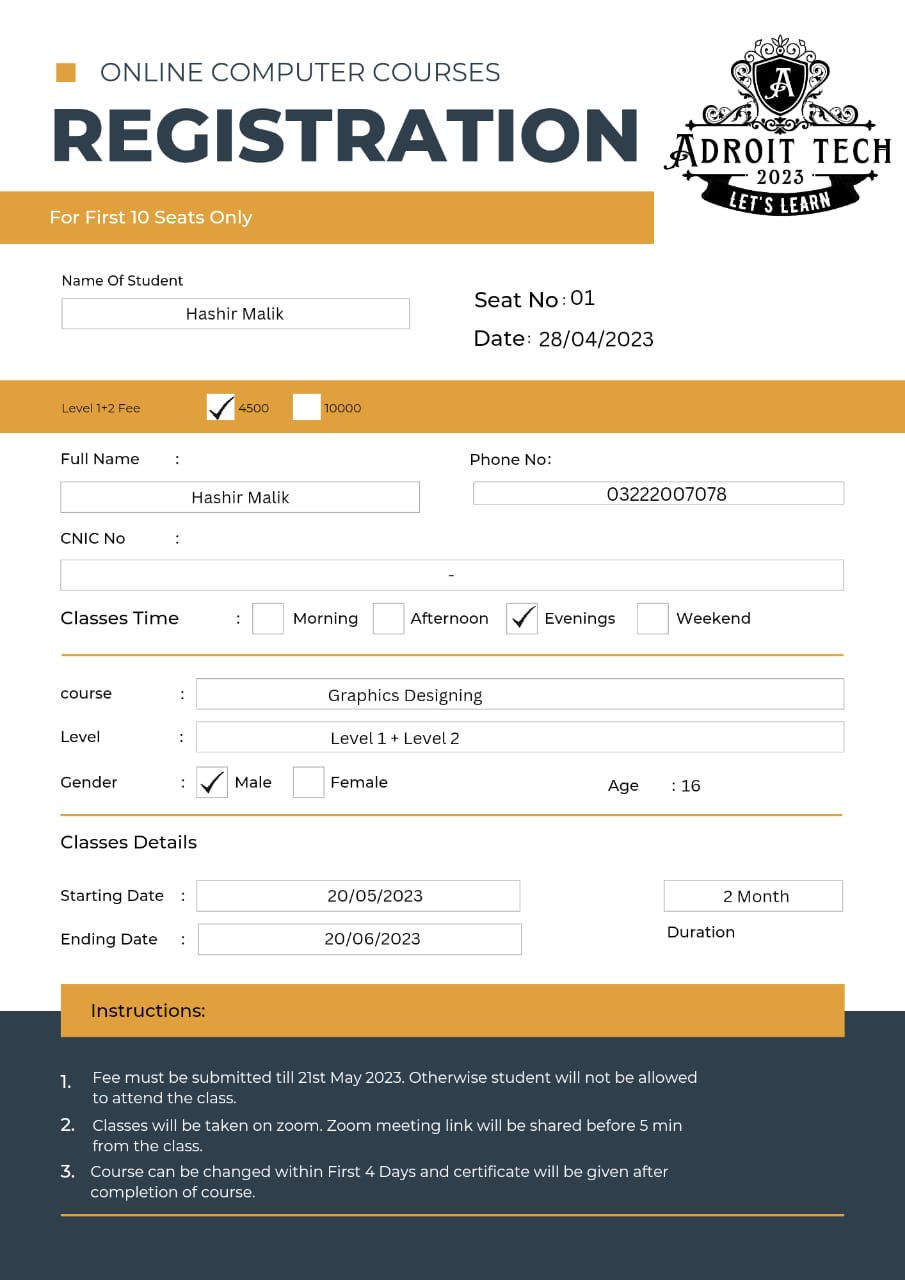 ONLINE COMPUTER COURSES
REGISTRATION
A
ADROIT TECH
2023
LET'S LEARN
For First 10 Seats Only
Name Of Student
Hashir Malik
Seat No : 01
Date : 28/04/2023
Level 1+2 Fee 4500 10000
Full Name :
Phone No:
Hashir Malik
03222007078
CNIC No :
-
Classes Time : Morning Afternoon Evenings Weekend
course : Graphics Designing
Level : Level 1 + Level 2
Gender : Male Female Age : 16
Classes Details
Starting Date : 20/05/2023
2 Month
Ending Date : 20/06/2023
Duration
Instructions:
1. Fee must be submitted till 21st May 2023. Otherwise student will not be allowed
to attend the class.
2. Classes will be taken on zoom. Zoom meeting link will be shared before 5 min
from the class.
3. Course can be changed within First 4 Days and certificate will be given after
completion of course.